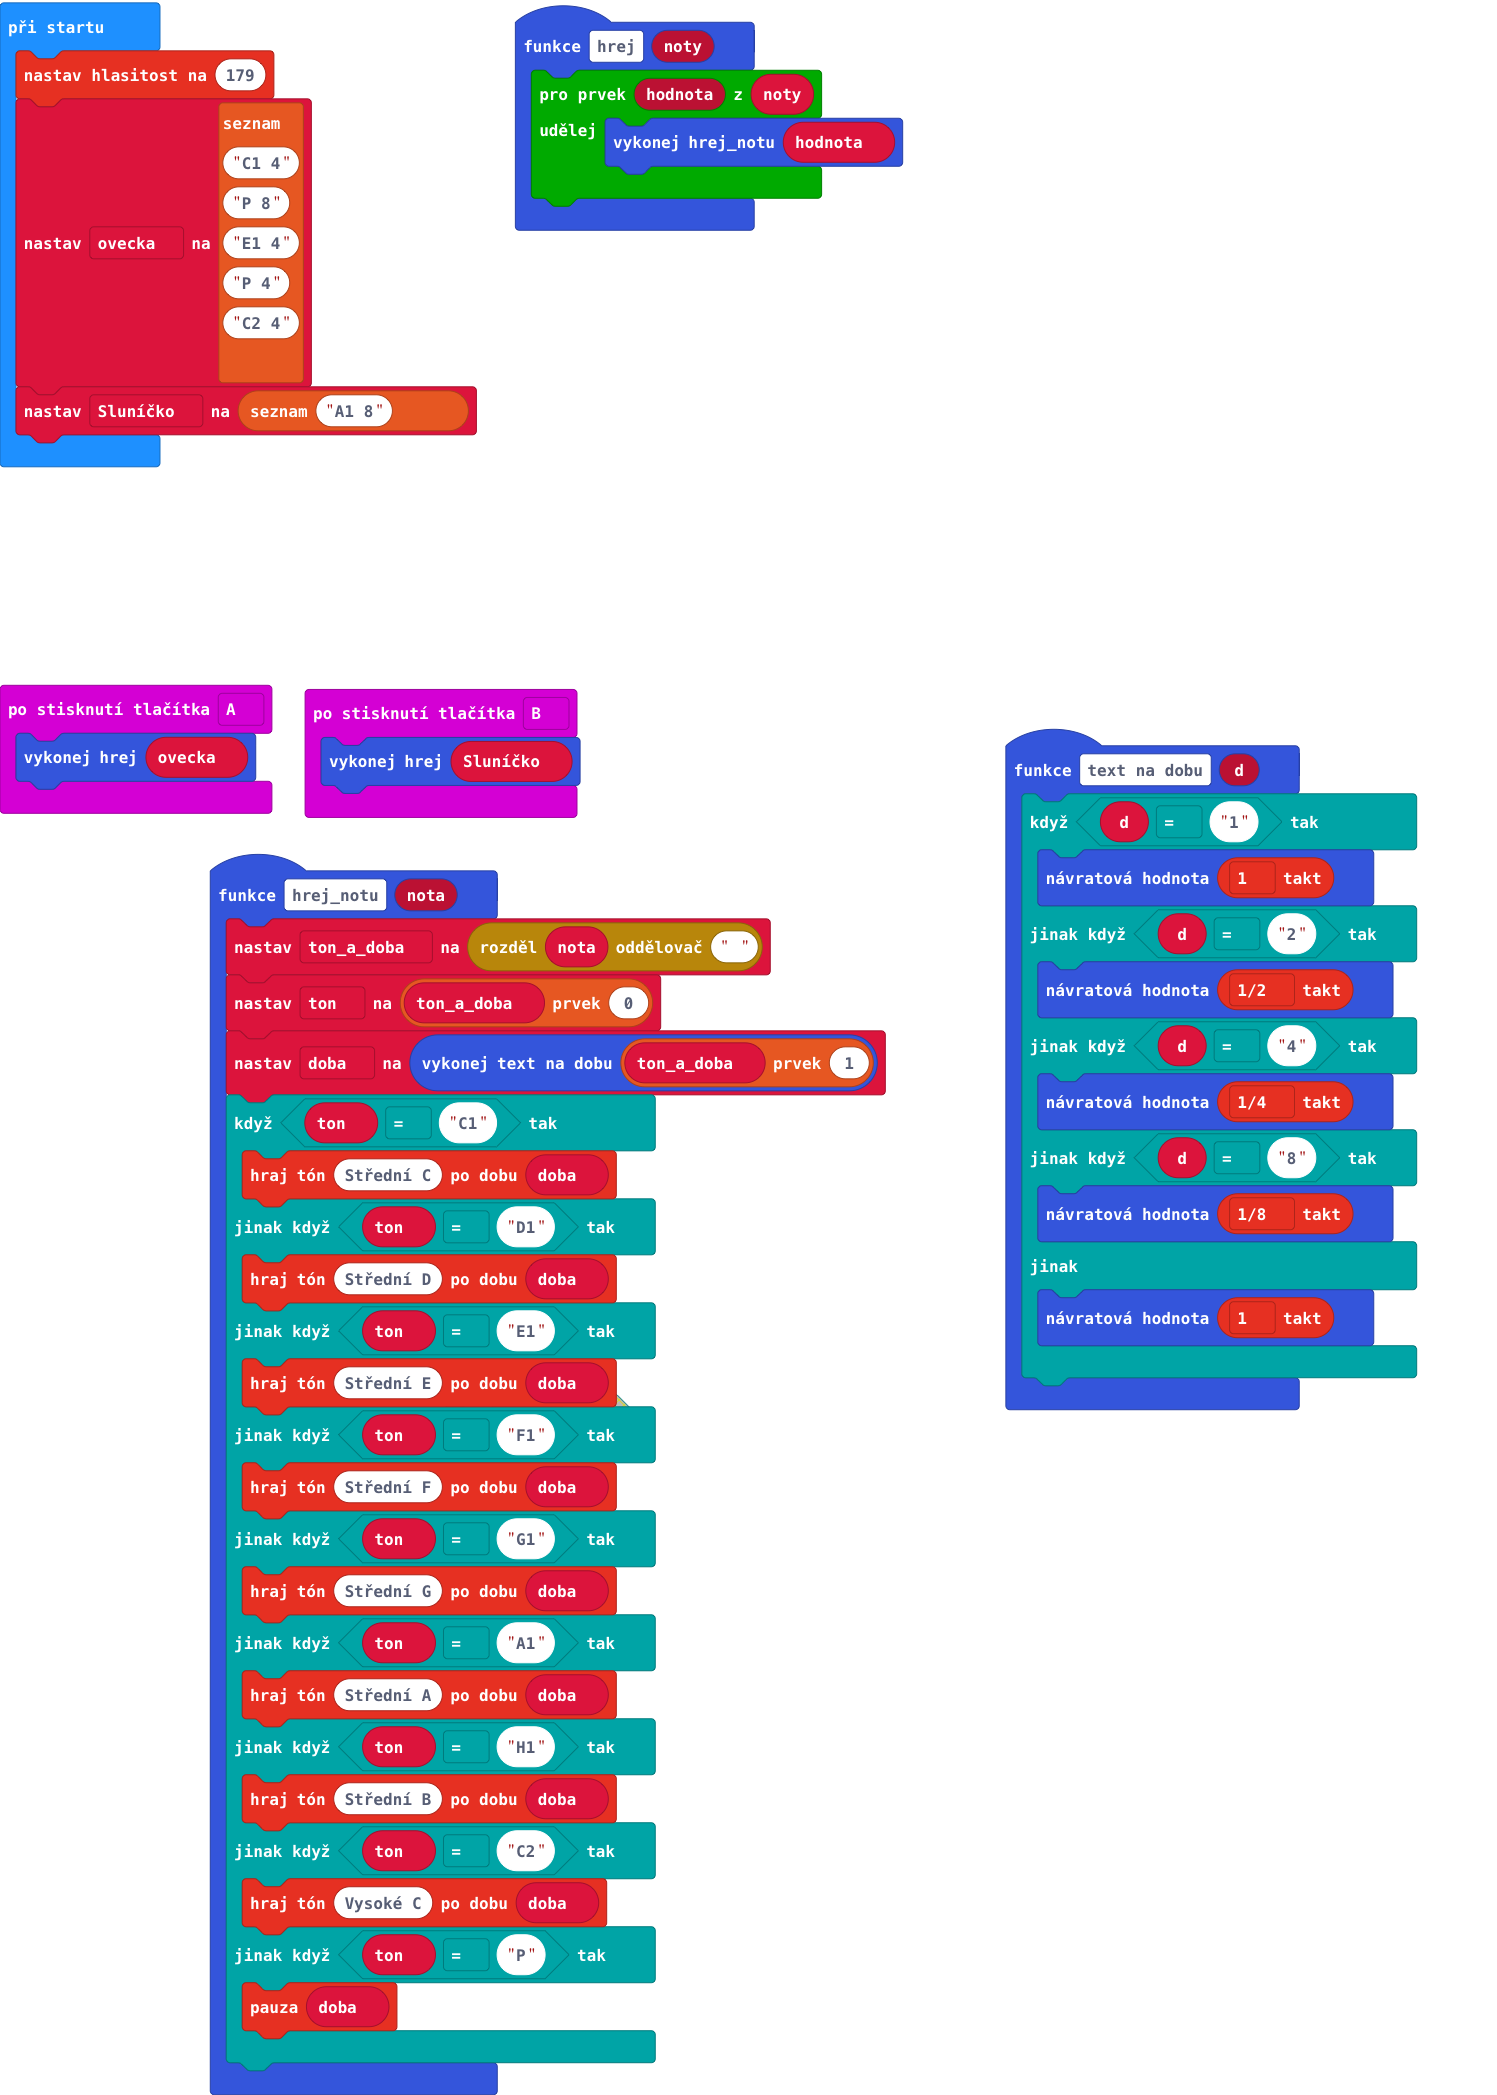 při startu
nastav hlasitost na 179
nastav ovecka na
seznam
"C1 4"
"P 8"
"E1 4"
"P 4"
"C2 4"
nastav Sluníčko na seznam "A1 8"
funkce hrej noty
pro prvek hodnota z noty
udělej vykonej hrej_notu hodnota
po stisknutí tlačítka A
vykonej hrej ovecka
po stisknutí tlačítka B
vykonej hrej Sluníčko
funkce hrej_notu nota
nastav ton_a_doba na rozděl nota oddělovač " "
nastav ton na ton_a_doba prvek 0
nastav doba na vykonej text na dobu ton_a_doba prvek 1
když ton = "C1" tak
hraj tón Střední C po dobu doba
jinak když ton = "D1" tak
hraj tón Střední D po dobu doba
jinak když ton = "E1" tak
hraj tón Střední E po dobu doba
jinak když ton = "F1" tak
hraj tón Střední F po dobu doba
jinak když ton = "G1" tak
hraj tón Střední G po dobu doba
jinak když ton = "A1" tak
hraj tón Střední A po dobu doba
jinak když ton = "H1" tak
hraj tón Střední B po dobu doba
jinak když ton = "C2" tak
hraj tón Vysoké C po dobu doba
jinak když ton = "P" tak
pauza doba
funkce text na dobu d
když d = "1" tak
návratová hodnota 1 takt
jinak když d = "2" tak
návratová hodnota 1/2 takt
jinak když d = "4" tak
návratová hodnota 1/4 takt
jinak když d = "8" tak
návratová hodnota 1/8 takt
jinak
návratová hodnota 1 takt